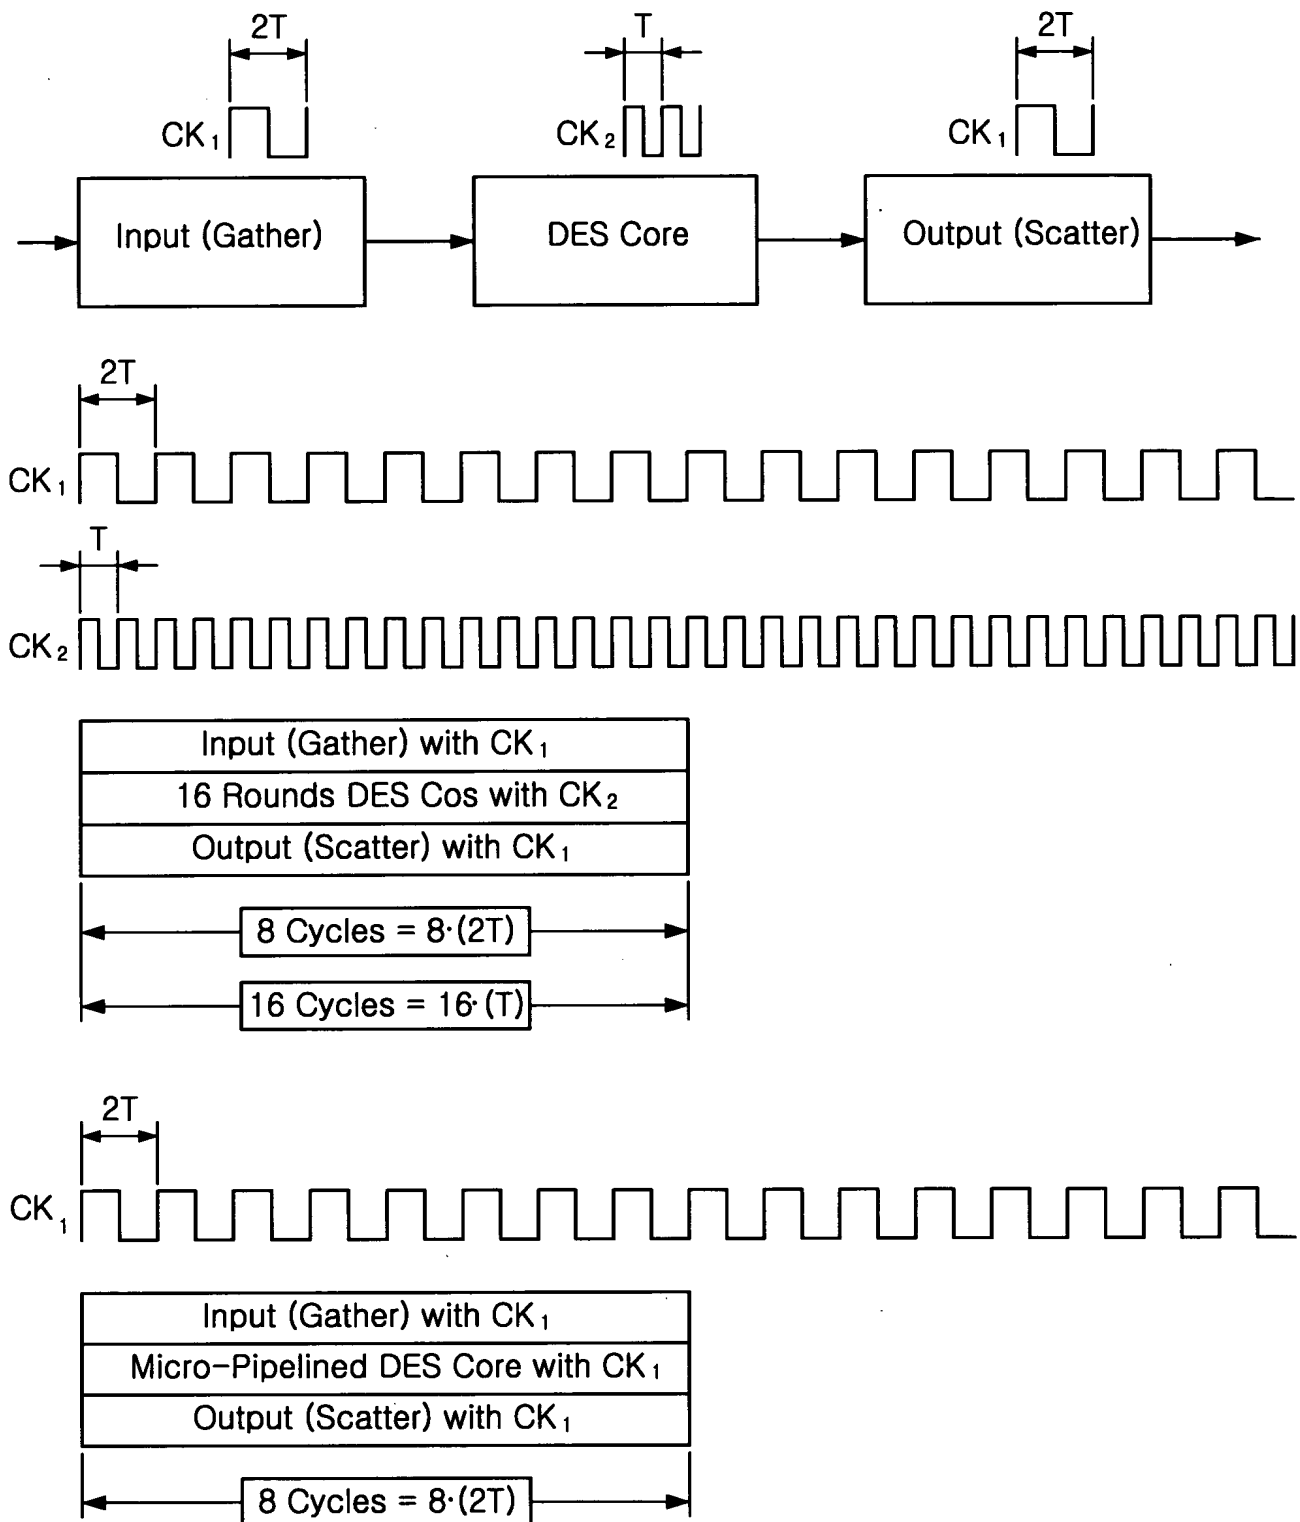 2T
T
2T
CK1
CK2
CK1
Input (Gather)
DES Core
Output (Scatter)
2T
CK1
T
CK2
Input (Gather) with CK1
16 Rounds DES Cos with CK2
Output (Scatter) with CK1
8 Cycles = 8·(2T)
16 Cycles = 16·(T)
2T
CK1
Input (Gather) with CK1
Micro-Pipelined DES Core with CK1
Output (Scatter) with CK1
8 Cycles = 8·(2T)